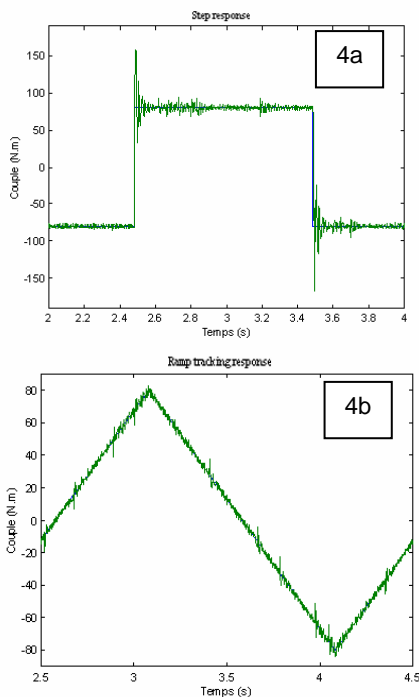 Step response
4a
150
100
50
0
-50
-100
-150
Couple (N.m)
2 2.2 2.4 2.6 2.8 3 3.2 3.4 3.6 3.8 4
Temps (s)
Ramp tracking response
4b
80
60
40
20
0
-20
-40
-60
-80
Couple (N.m)
2.5 3 3.5 4 4.5
Temps (s)